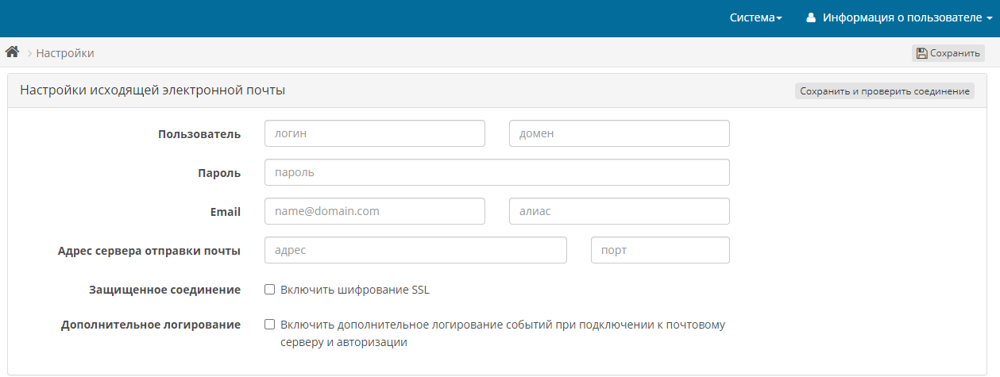 Система
Информация о пользователе
Настройки
Сохранить
Настройки исходящей электронной почты
Сохранить и проверить соединение
Пользователь
логин
домен
Пароль
пароль
Email
name@domain.com
алиас
Адрес сервера отправки почты
адрес
порт
Защищенное соединение
Включить шифрование SSL
Дополнительное логирование
Включить дополнительное логирование событий при подключении к почтовому
серверу и авторизации